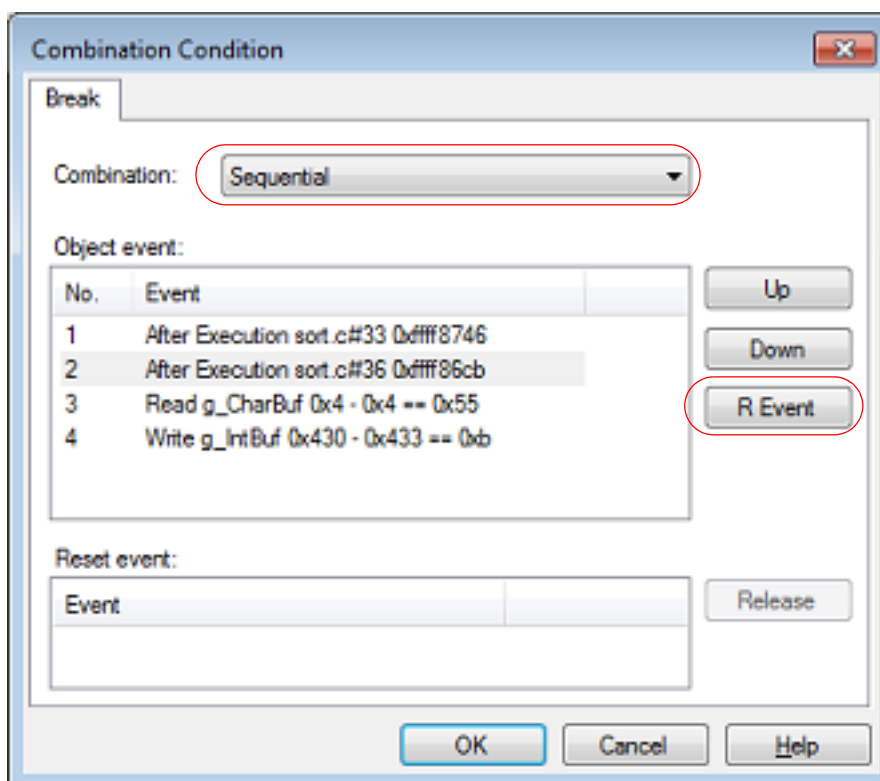 Combination Condition
Break
Combination: Sequential
Object event:
No. Event
1 After Execution sort.c#33 0xffff8746
2 After Execution sort.c#36 0xffff86cb
3 Read g_CharBuf 0x4 - 0x4 == 0x55
4 Write g_IntBuf 0x430 - 0x433 == 0xb
Up
Down
R Event
Reset event:
Event
Release
OK Cancel Help